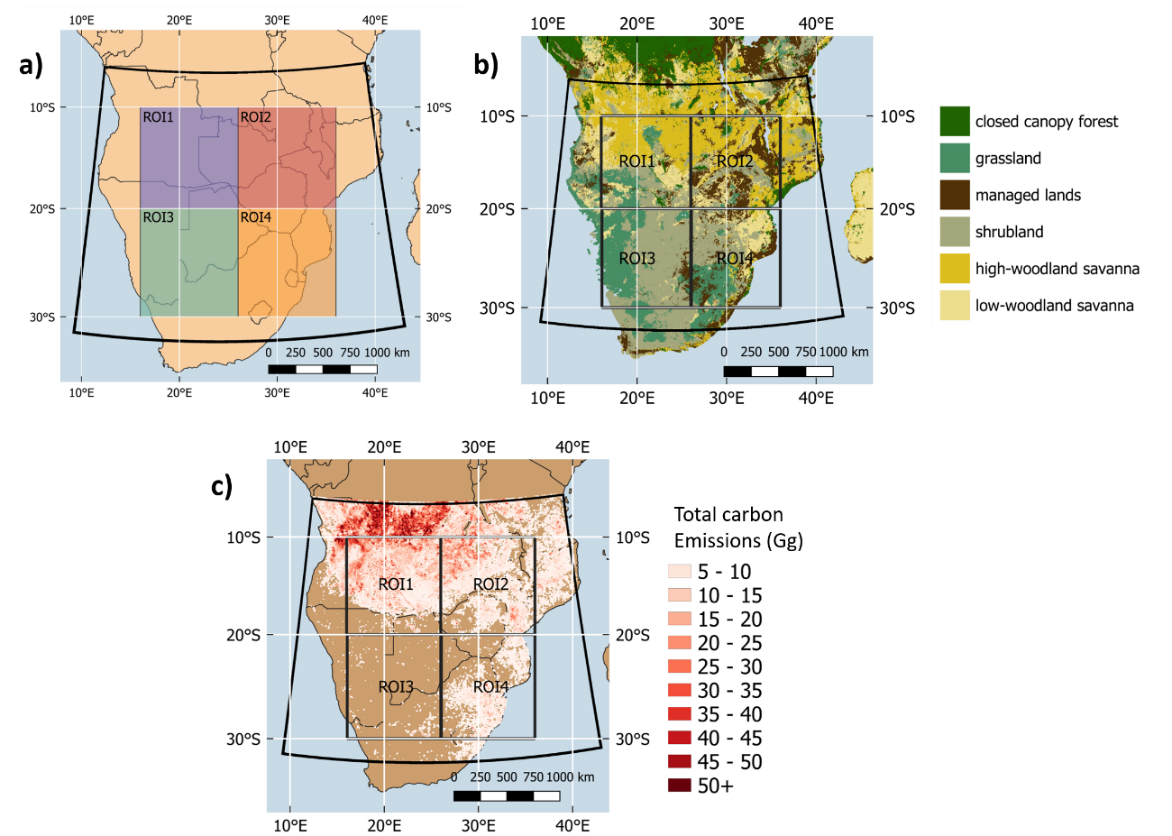 10°E 20°E 30°E 40°E
a)
10°S 10°S
ROI1 ROI2
20°S 20°S
ROI3 ROI4
30°S 30°S
0 250 500 750 1000 km
10°E 20°E 30°E 40°E
10°E 20°E 30°E 40°E
b)
10°S 10°S
ROI1 ROI2
20°S 20°S
ROI3 ROI4
30°S 30°S
0 250 500 750 1000 km
10°E 20°E 30°E 40°E
closed canopy forest
grassland
managed lands
shrubland
high-woodland savanna
low-woodland savanna
10°E 20°E 30°E 40°E
c)
10°S 10°S
ROI1 ROI2
20°S 20°S
ROI3 ROI4
30°S 30°S
0 250 500 750 1000 km
10°E 20°E 30°E 40°E
Total carbon
Emissions (Gg)
5 - 10
10 - 15
15 - 20
20 - 25
25 - 30
30 - 35
35 - 40
40 - 45
45 - 50
50+